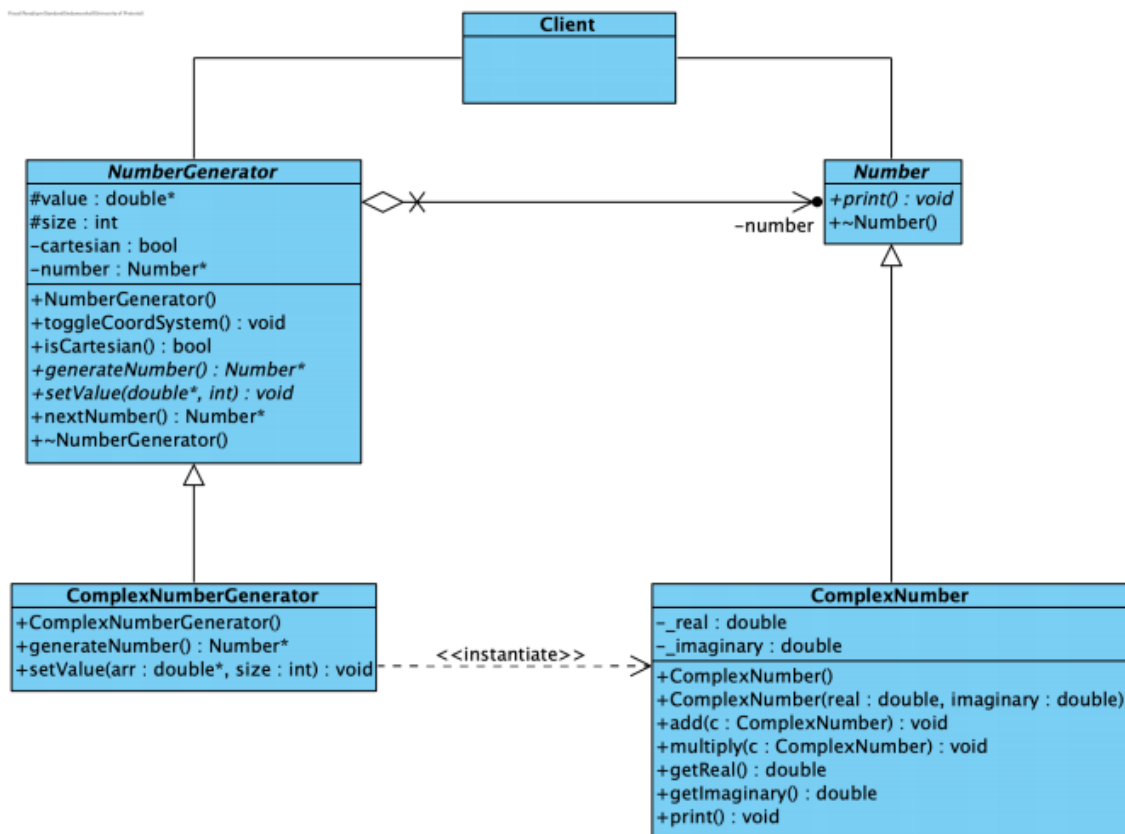 Client
NumberGenerator
#value : double*
#size : int
-cartesian : bool
-number : Number*
+NumberGenerator()
+toggleCoordSystem() : void
+isCartesian() : bool
+generateNumber() : Number*
+setValue(double*, int) : void
+nextNumber() : Number*
+~NumberGenerator()
-number
Number
+print() : void
+~Number()
ComplexNumberGenerator
+ComplexNumberGenerator()
+generateNumber() : Number*
+setValue(arr : double*, size : int) : void
<<instantiate>>
ComplexNumber
-_real : double
-_imaginary : double
+ComplexNumber()
+ComplexNumber(real : double, imaginary : double)
+add(c : ComplexNumber) : void
+multiply(c : ComplexNumber) : void
+getReal() : double
+getImaginary() : double
+print() : void